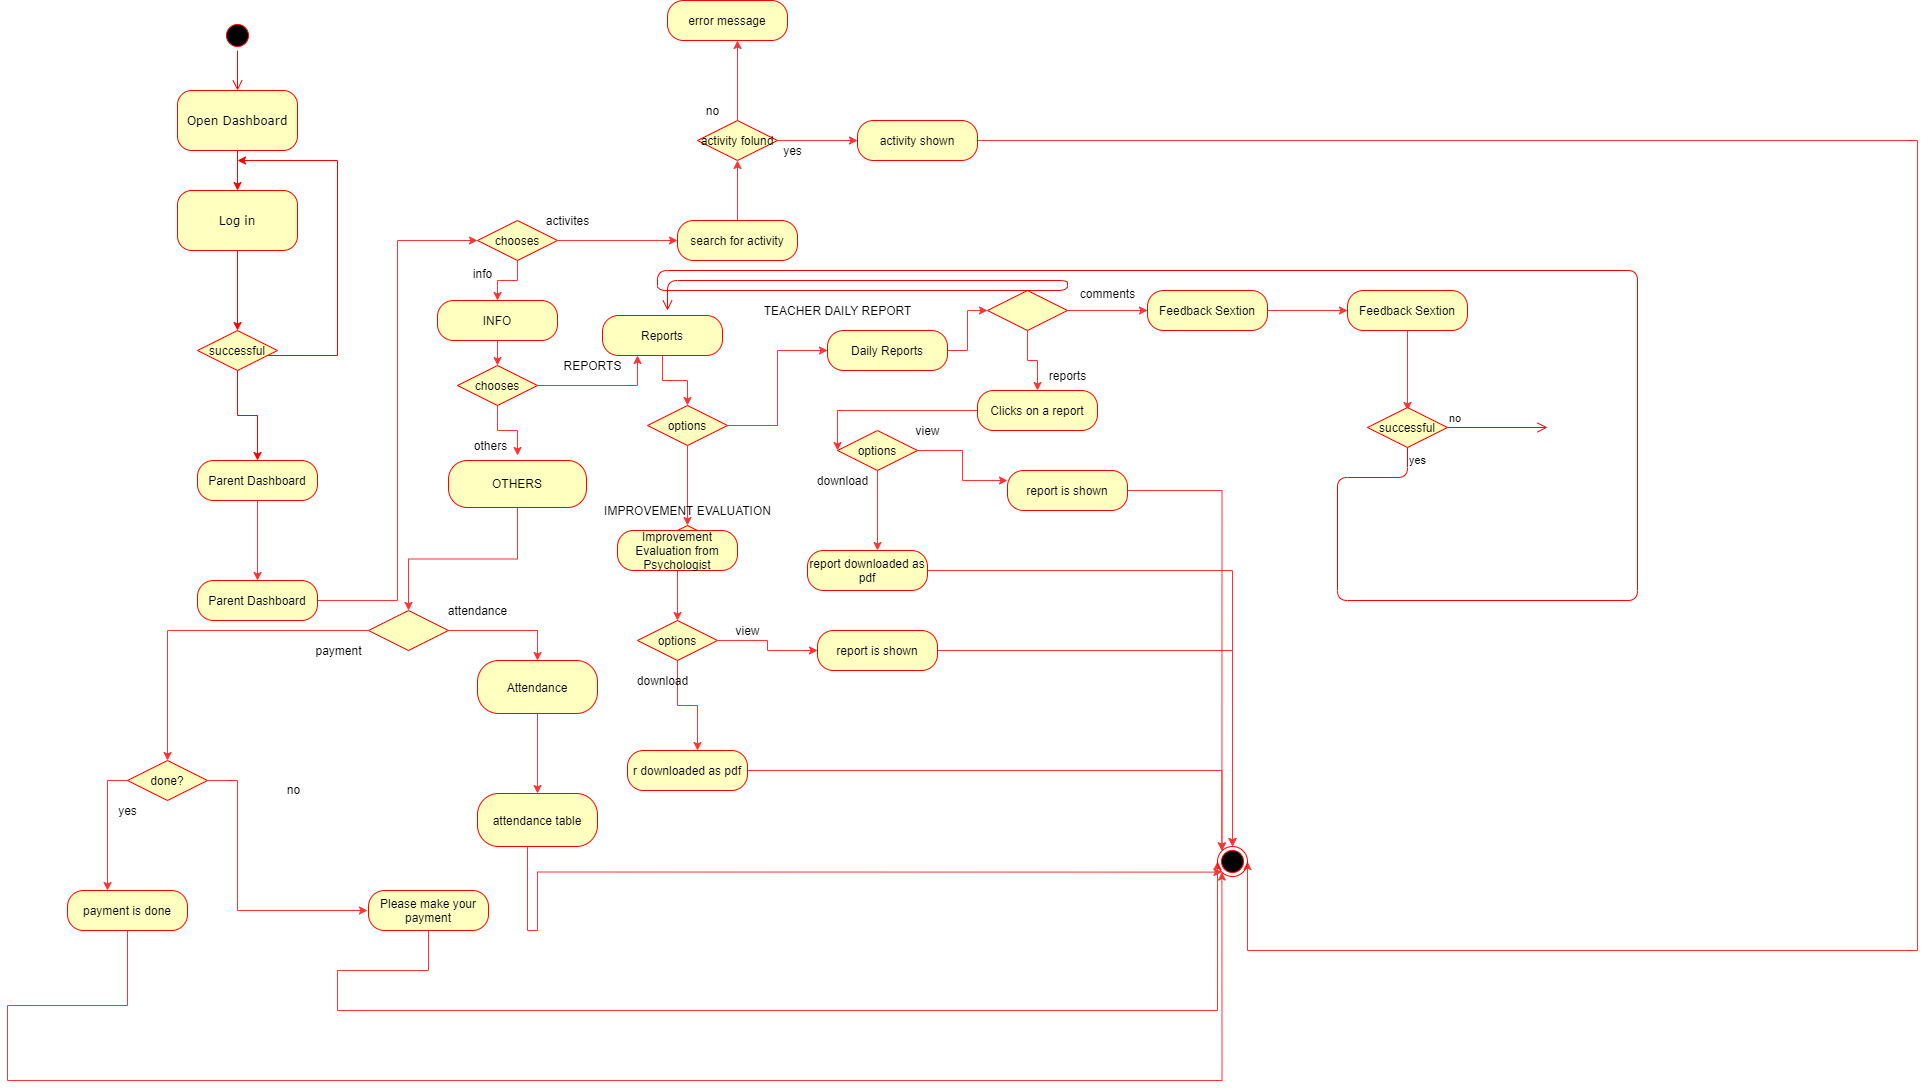 error message
Open Dashboard
no
activity folund
yes
activity shown
Log in
activites
chooses
search for activity
info
comments
INFO
TEACHER DAILY REPORT
Feedback Sextion
Feedback Sextion
Reports
successful
Daily Reports
REPORTS
chooses
reports
Clicks on a report
options
no
successful
others
view
options
yes
Parent Dashboard
OTHERS
download
report is shown
IMPROVEMENT EVALUATION
Improvement
Evaluation from
Psychologist
report downloaded as
pdf
Parent Dashboard
attendance
payment
view
options
report is shown
download
Attendance
done?
no
r downloaded as pdf
yes
attendance table
payment is done
Please make your
payment